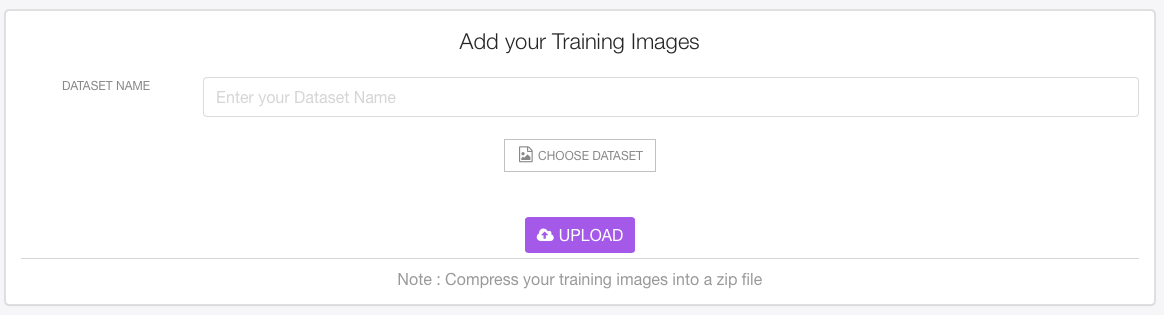 Add your Training Images
DATASET NAME
Enter your Dataset Name
CHOOSE DATASET
UPLOAD
Note : Compress your training images into a zip file